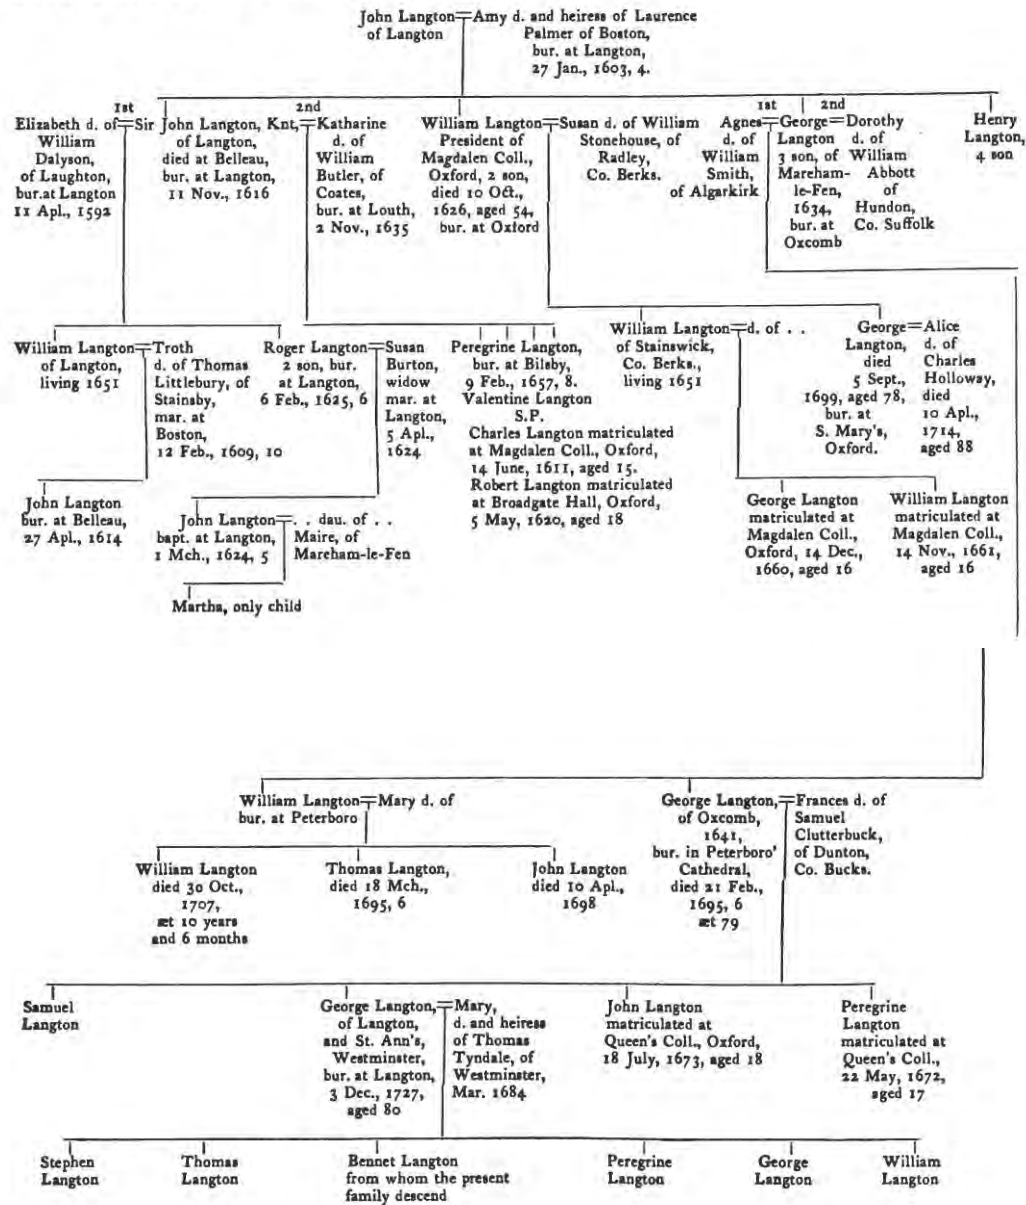 John Langton=Amy d. and heiress of Laurence
of Langton
Palmer of Boston,
bur. at Langton,
27 Jan., 1603, 4.
1st
2nd
Elizabeth d. of=Sir John Langton, Knt,=Katharine
William
Dalyson,
of Laughton,
bur. at Langton
11 Apl., 1592
of Langton,
died at Belleau,
bur. at Langton,
11 Nov., 1616
d. of
William
Butler, of
Coates,
bur. at Louth,
2 Nov., 1635
William Langton=Susan d. of William
President of
Magdalen Coll.,
Oxford, 2 son,
died 10 Oct.,
1626, aged 54,
bur. at Oxford
Stonehouse, of
Radley,
Co. Berks.
1st
2nd
Agnes=George=Dorothy
d. of
William
Smith,
of Algarkirk
Langton
3 son, of
Mareham-
le-Fen,
1634,
bur. at
Oxcomb
d. of
William
Abbott
of
Hundon,
Co. Suffolk
Henry
Langton,
4 son
William Langton=Troth
of Langton,
living 1651
d. of Thomas
Littlebury, of
Stainsby,
mar. at
Boston,
12 Feb., 1609, 10
Roger Langton=Susan
2 son, bur.
at Langton,
6 Feb., 1625, 6
Burton,
widow
mar. at
Langton,
5 Apl.,
1624
Peregrine Langton,
bur. at Bilsby,
9 Feb., 1657, 8.
Valentine Langton
S.P.
Charles Langton matriculated
at Magdalen Coll., Oxford,
14 June, 1611, aged 15.
Robert Langton matriculated
at Broadgate Hall, Oxford,
5 May, 1620, aged 18
William Langton=d. of . .
of Stainswick,
Co. Berks.,
living 1651
George=Alice
Langton,
died
5 Sept.,
1699, aged 78,
bur. at
S. Mary's,
Oxford.
d. of
Charles
Holloway,
died
10 Apl.,
1714,
aged 88
John Langton
bur. at Belleau,
27 Apl., 1614
John Langton=. . dau. of . .
bapt. at Langton,
1 Mch., 1624, 5
Maire, of
Mareham-le-Fen
George Langton
matriculated at
Magdalen Coll.,
Oxford, 14 Dec.,
1660, aged 16
William Langton
matriculated at
Magdalen Coll.,
14 Nov., 1661,
aged 16
Martha, only child
William Langton=Mary d. of
bur. at Peterboro
George Langton,=Frances d. of
of Oxcomb,
1641,
bur. in Peterboro'
Cathedral,
died 21 Feb.,
1695, 6
æt 79
Samuel
Clutterbuck,
of Dunton,
Co. Bucks.
William Langton
died 30 Oct.,
1707,
æt 10 years
and 6 months
Thomas Langton,
died 18 Mch.,
1695, 6
John Langton
died 10 Apl.,
1698
Samuel
Langton
George Langton,=Mary,
of Langton,
and St. Ann's,
Westminster,
bur. at Langton,
3 Dec., 1727,
aged 80
d. and heiress
of Thomas
Tyndale, of
Westminster,
Mar. 1684
John Langton
matriculated at
Queen's Coll., Oxford,
18 July, 1673, aged 18
Peregrine
Langton
matriculated at
Queen's Coll.,
22 May, 1672,
aged 17
Stephen
Langton
Thomas
Langton
Bennet Langton
from whom the present
family descend
Peregrine
Langton
George
Langton
William
Langton